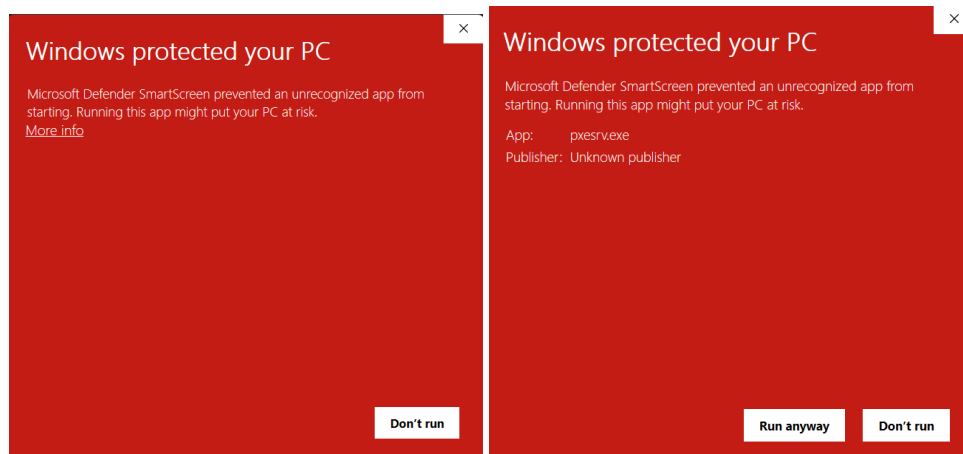 Windows protected your PC
Microsoft Defender SmartScreen prevented an unrecognized app from
starting. Running this app might put your PC at risk.
More info
Don't run
Windows protected your PC
Microsoft Defender SmartScreen prevented an unrecognized app from
starting. Running this app might put your PC at risk.
App: pxesrv.exe
Publisher: Unknown publisher
Run anyway Don't run